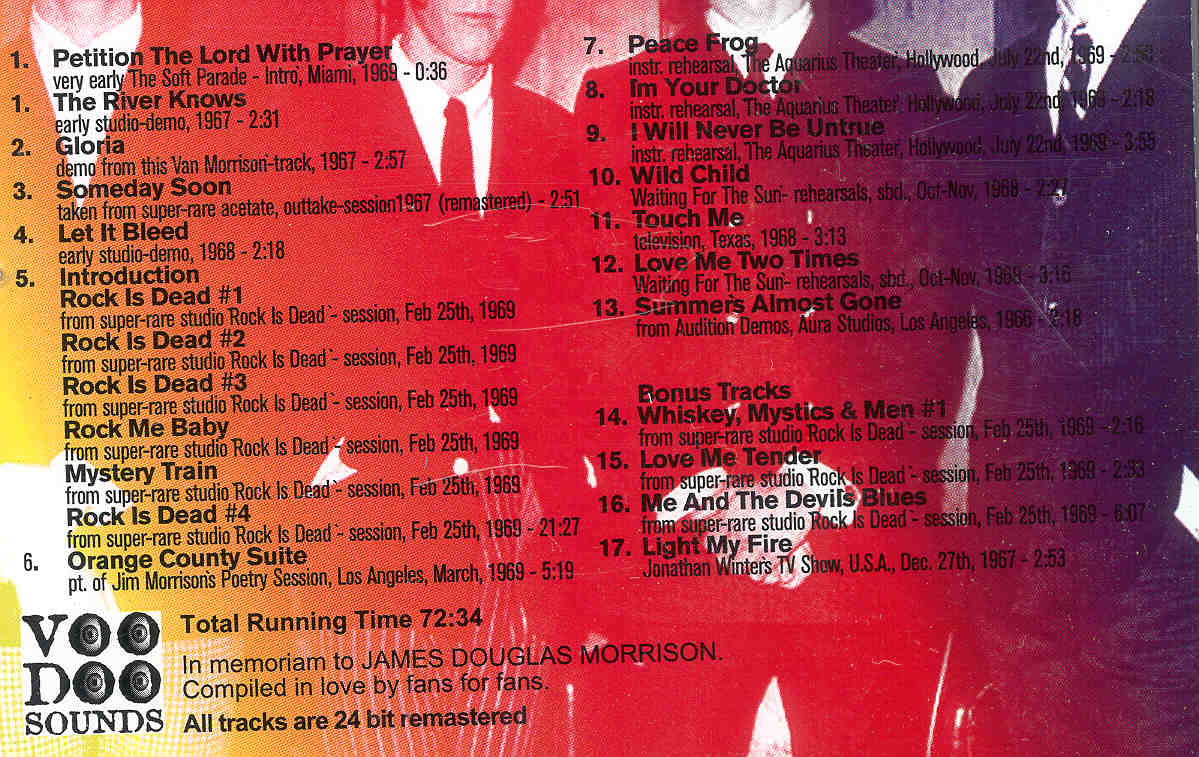 1. Petition The Lord With Prayer
very early The Soft Parade - Intro, Miami, 1969 - 0:36
1. The River Knows
early studio-demo, 1967 - 2:31
2. Gloria
demo from this Van Morrison-track, 1967 - 2:57
3. Someday Soon
taken from super-rare acetate, outtake-session1967 (remastered) - 2:51
4. Let It Bleed
early studio-demo, 1968 - 2:18
5. Introduction
Rock Is Dead #1
from super-rare studio ´Rock Is Dead`- session, Feb 25th, 1969
Rock Is Dead #2
from super-rare studio ´Rock Is Dead`- session, Feb 25th, 1969
Rock Is Dead #3
from super-rare studio ´Rock Is Dead`- session, Feb 25th, 1969
Rock Me Baby
from super-rare studio ´Rock Is Dead`- session, Feb 25th, 1969
Mystery Train
from super-rare studio ´Rock Is Dead`- session, Feb 25th, 1969
Rock Is Dead #4
from super-rare studio ´Rock Is Dead`- session, Feb 25th, 1969 - 21:27
6. Orange County Suite
pt. of Jim Morrison´s Poetry Session, Los Angeles, March, 1969 - 5:19
7. Peace Frog
instr. rehearsal, The Aquarius Theater, Hollywood, July 22nd, 1969 - 2:50
8. I´m Your Doctor
instr. rehearsal, The Aquarius Theater, Hollywood, July 22nd, 1969 - 2:18
9. I Will Never Be Untrue
instr. rehearsal, The Aquarius Theater, Hollywood, July 22nd, 1969 - 3:55
10. Wild Child
Waiting For The Sun´- rehearsals, sbd., Oct-Nov, 1968 - 2:27
11. Touch Me
television, Texas, 1968 - 3:13
12. Love Me Two Times
Waiting For The Sun´- rehearsals, sbd., Oct-Nov, 1968 - 3:16
13. Summer´s Almost Gone
from Audition Demos, Aura Studios, Los Angeles, 1966 - 2:18
Bonus Tracks
14. Whiskey, Mystics & Men #1
from super-rare studio ´Rock Is Dead`- session, Feb 25th, 1969 - 2:16
15. Love Me Tender
from super-rare studio ´Rock Is Dead`- session, Feb 25th, 1969 - 2:33
16. Me And The Devil´s Blues
from super-rare studio ´Rock Is Dead`- session, Feb 25th, 1969 - 6:07
17. Light My Fire
Jonathan Winters TV Show, U.S.A., Dec. 27th, 1967 - 2:53
VOO
DOO
SOUNDS
Total Running Time 72:34
In memoriam to JAMES DOUGLAS MORRISON.
Compiled in love by fans for fans.
All tracks are 24 bit remastered